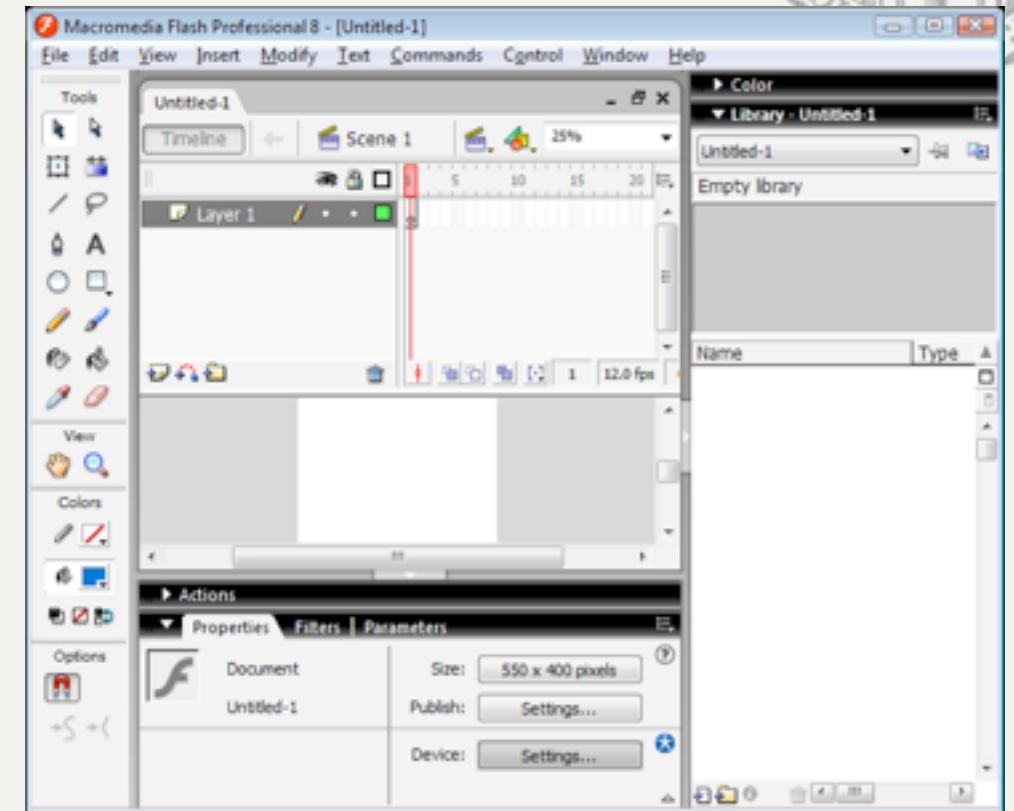 Macromedia Flash Professional 8 - [Untitled-1]
File Edit View Insert Modify Text Commands Control Window Help
Tools
Untitled-1
Timeline
Scene 1
25%
1 5 10 15 20
Layer 1
1 12.0 fps
View
Colors
Options
Actions
Properties Filters Parameters
Document
Untitled-1
Size: 550 x 400 pixels
Publish: Settings...
Device: Settings...
Color
Library - Untitled-1
Untitled-1
Empty library
Name Type